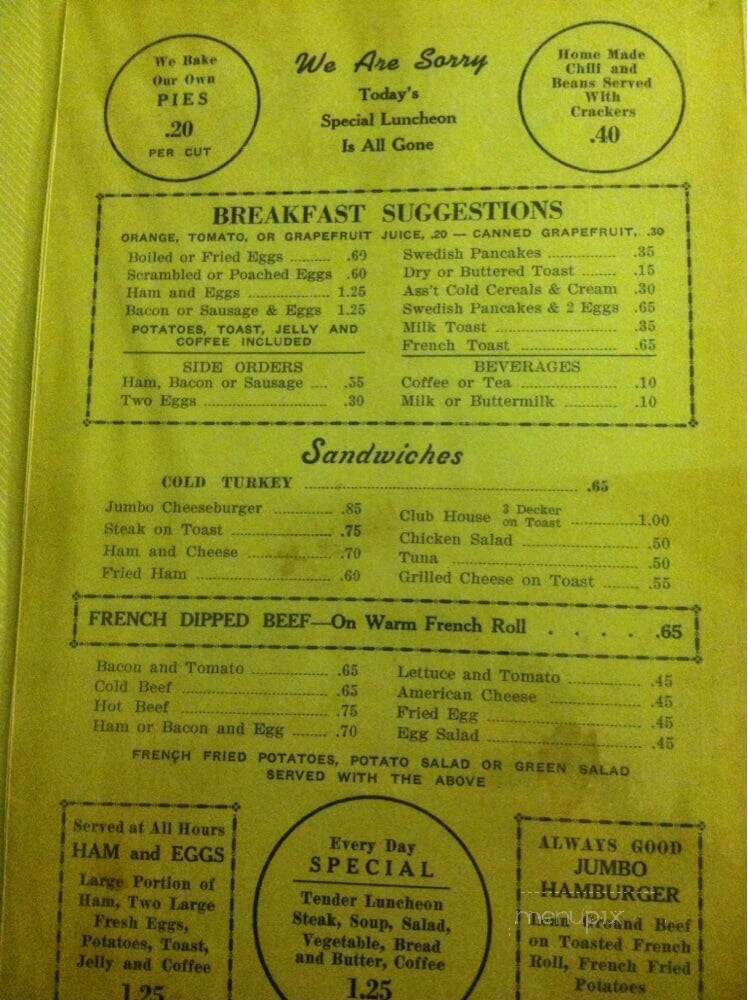 We Bake
Our Own
PIES
.20
PER CUT
We Are Sorry
Today's
Special Luncheon
Is All Gone
Home Made
Chili and
Beans Served
With
Crackers
.40
BREAKFAST SUGGESTIONS
ORANGE, TOMATO, OR GRAPEFRUIT JUICE, .20 — CANNED GRAPEFRUIT, .30
Boiled or Fried Eggs .60
Scrambled or Poached Eggs .60
Ham and Eggs 1.25
Bacon or Sausage & Eggs 1.25
POTATOES, TOAST, JELLY AND
COFFEE INCLUDED
SIDE ORDERS
Ham, Bacon or Sausage .55
Two Eggs .30
Swedish Pancakes .35
Dry or Buttered Toast .15
Ass't Cold Cereals & Cream .30
Swedish Pancakes & 2 Eggs .65
Milk Toast .35
French Toast .65
BEVERAGES
Coffee or Tea .10
Milk or Buttermilk .10
Sandwiches
COLD TURKEY .65
Jumbo Cheeseburger .85
Steak on Toast .75
Ham and Cheese .70
Fried Ham .60
Club House 3 Decker on Toast 1.00
Chicken Salad .50
Tuna .50
Grilled Cheese on Toast .55
FRENCH DIPPED BEEF—On Warm French Roll . . . . . .65
Bacon and Tomato .65
Cold Beef .65
Hot Beef .75
Ham or Bacon and Egg .70
Lettuce and Tomato .45
American Cheese .45
Fried Egg .45
Egg Salad .45
FRENCH FRIED POTATOES, POTATO SALAD OR GREEN SALAD
SERVED WITH THE ABOVE
Served at All Hours
HAM and EGGS
Large Portion of
Ham, Two Large
Fresh Eggs,
Potatoes, Toast,
Jelly and Coffee
1.25
Every Day
SPECIAL
Tender Luncheon
Steak, Soup, Salad,
Vegetable, Bread
and Butter, Coffee
1.25
ALWAYS GOOD
JUMBO
HAMBURGER
menupix
Lean Ground Beef
on Toasted French
Roll, French Fried
Potatoes